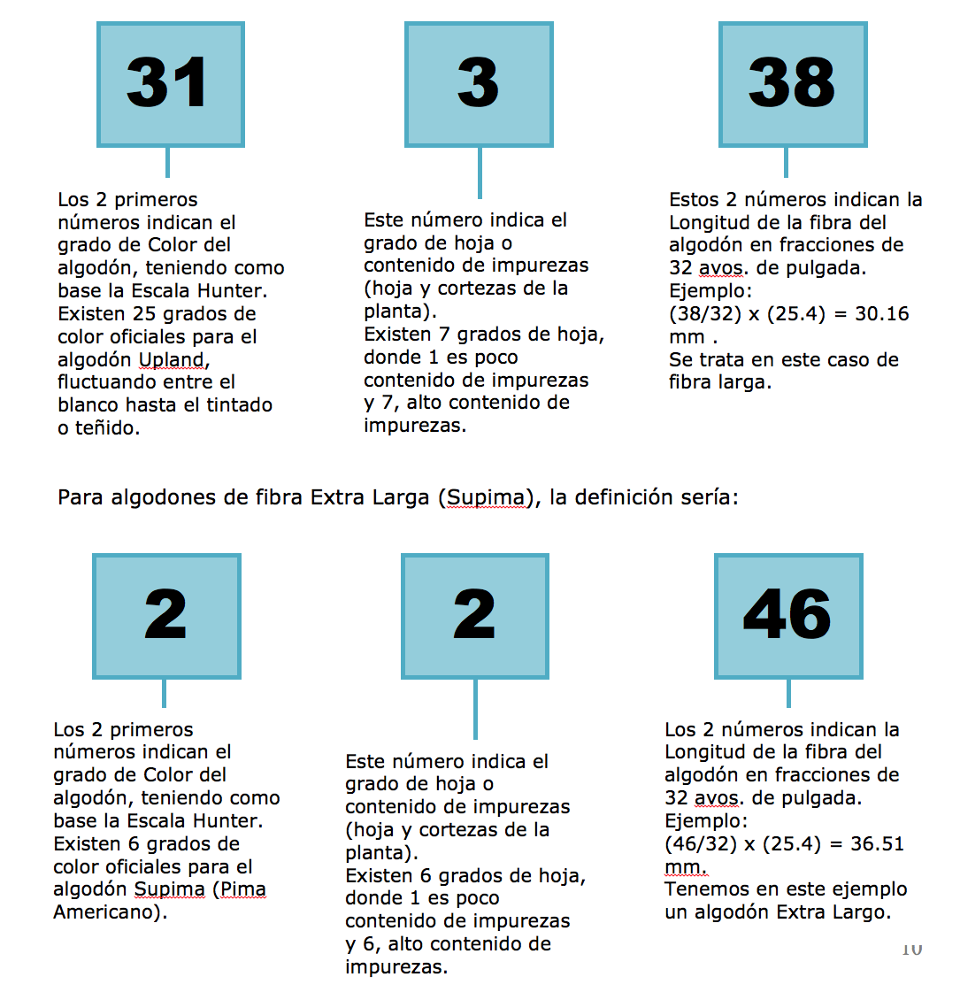 31
3
38
Los 2 primeros
números indican el
grado de Color del
algodón, teniendo como
base la Escala Hunter.
Existen 25 grados de
color oficiales para el
algodón Upland,
fluctuando entre el
blanco hasta el tintado
o teñido.
Este número indica el
grado de hoja o
contenido de impurezas
(hoja y cortezas de la
planta).
Existen 7 grados de hoja,
donde 1 es poco
contenido de impurezas
y 7, alto contenido de
impurezas.
Estos 2 números indican la
Longitud de la fibra del
algodón en fracciones de
32 avos. de pulgada.
Ejemplo:
(38/32) x (25.4) = 30.16
mm .
Se trata en este caso de
fibra larga.
Para algodones de fibra Extra Larga (Supima), la definición sería:
2
2
46
Los 2 primeros
números indican el
grado de Color del
algodón, teniendo como
base la Escala Hunter.
Existen 6 grados de
color oficiales para el
algodón Supima (Pima
Americano).
Este número indica el
grado de hoja o
contenido de impurezas
(hoja y cortezas de la
planta).
Existen 6 grados de hoja,
donde 1 es poco
contenido de impurezas
y 6, alto contenido de
impurezas.
Los 2 números indican la
Longitud de la fibra del
algodón en fracciones de
32 avos. de pulgada.
Ejemplo:
(46/32) x (25.4) = 36.51
mm.
Tenemos en este ejemplo
un algodón Extra Largo.
10